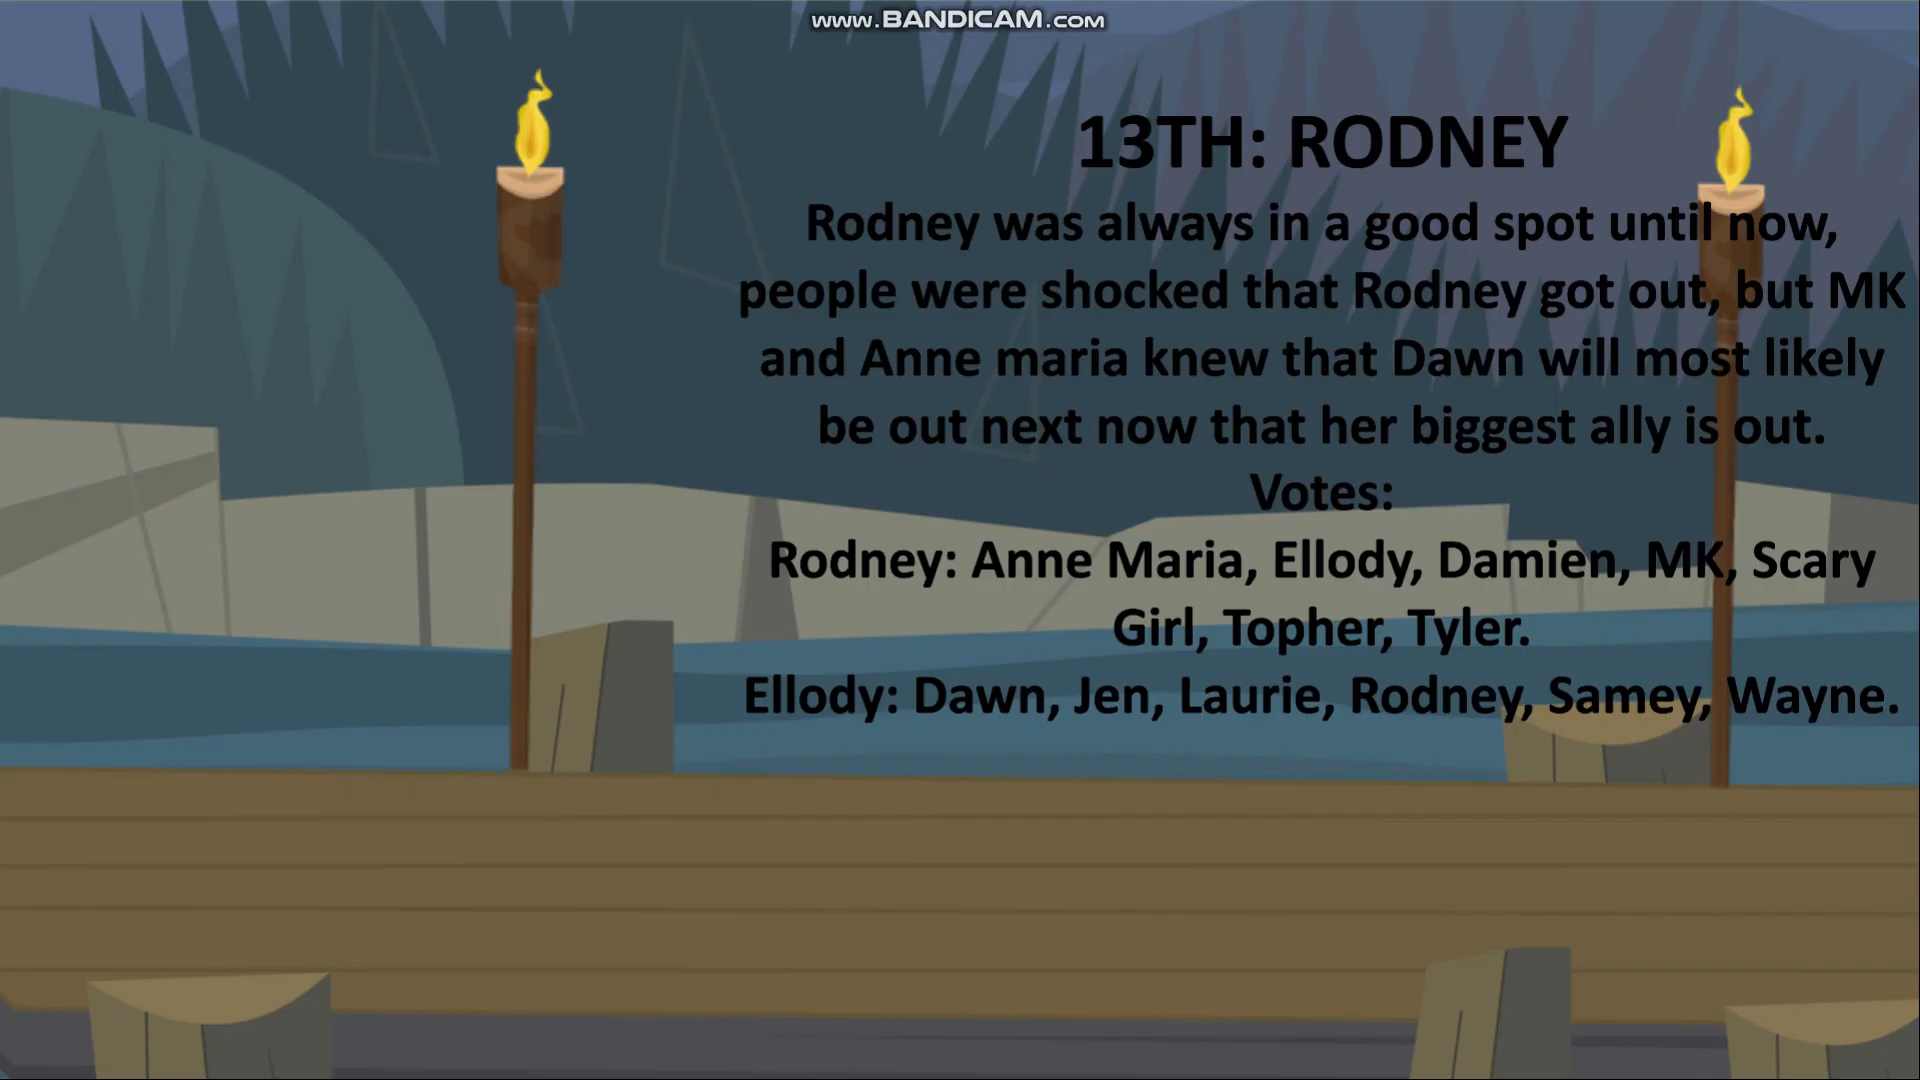 www.BANDICAM.com
13TH: RODNEY
Rodney was always in a good spot until now,
people were shocked that Rodney got out, but MK
and Anne maria knew that Dawn will most likely
be out next now that her biggest ally is out.
Votes:
Rodney: Anne Maria, Ellody, Damien, MK, Scary
Girl, Topher, Tyler.
Ellody: Dawn, Jen, Laurie, Rodney, Samey, Wayne.